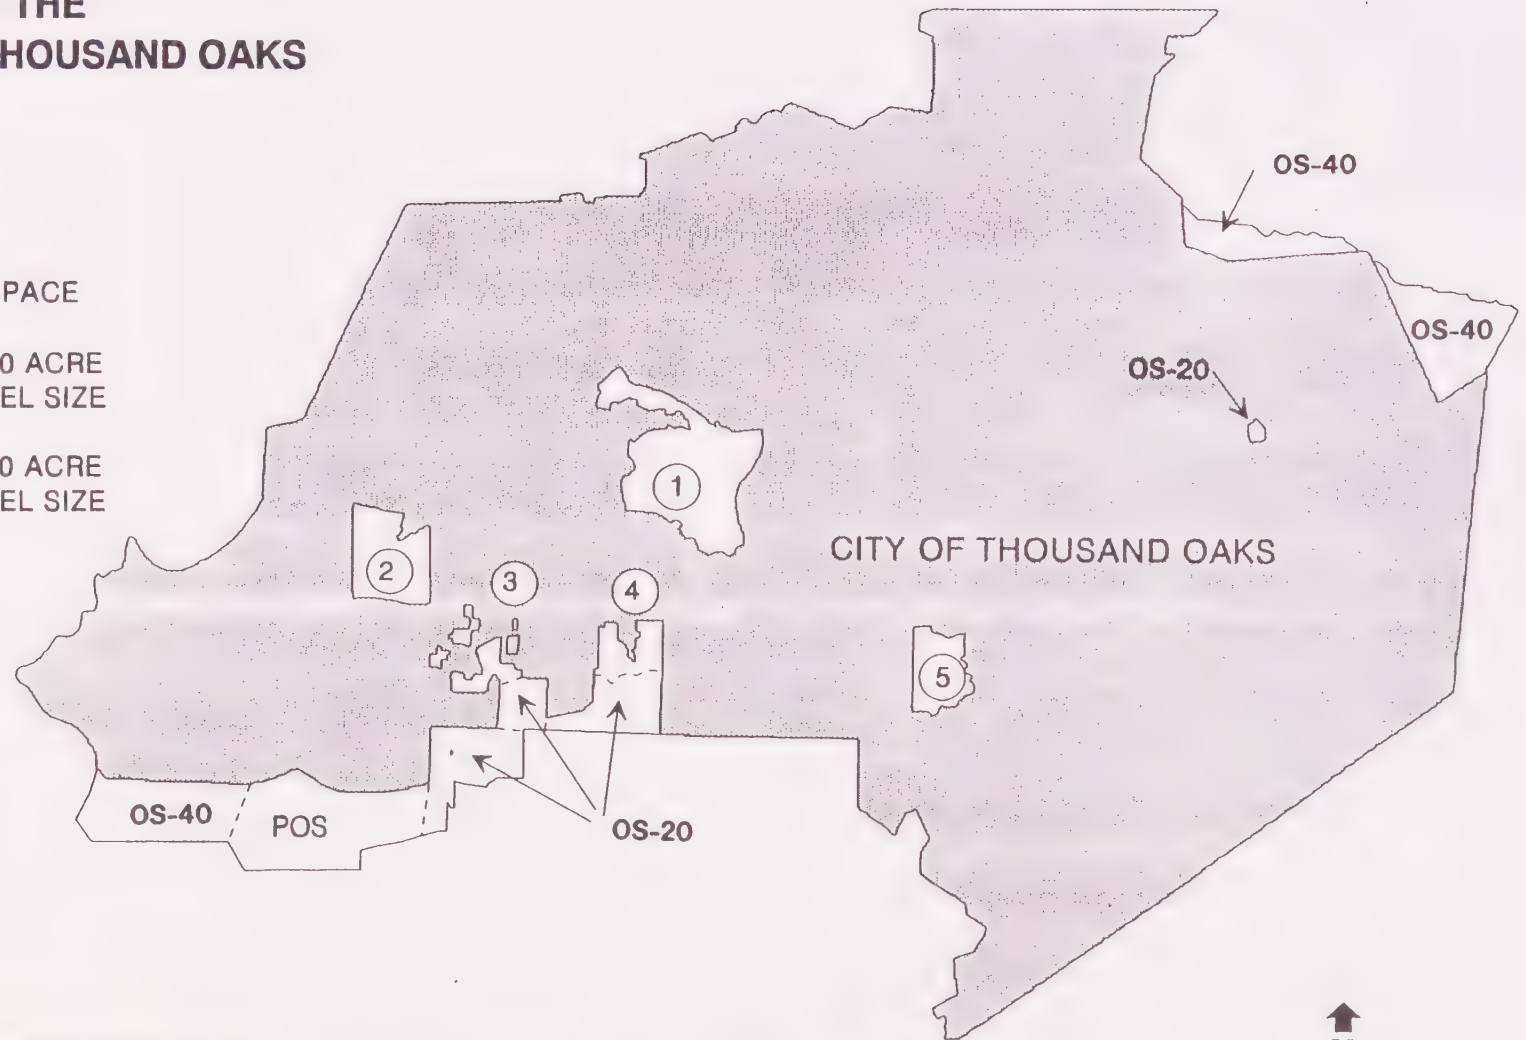 THE
HOUSAND OAKS
PACE
0 ACRE
EL SIZE
0 ACRE
EL SIZE
OS-40
OS-40
OS-20
1
CITY OF THOUSAND OAKS
2
3
4
5
OS-40
POS
OS-20